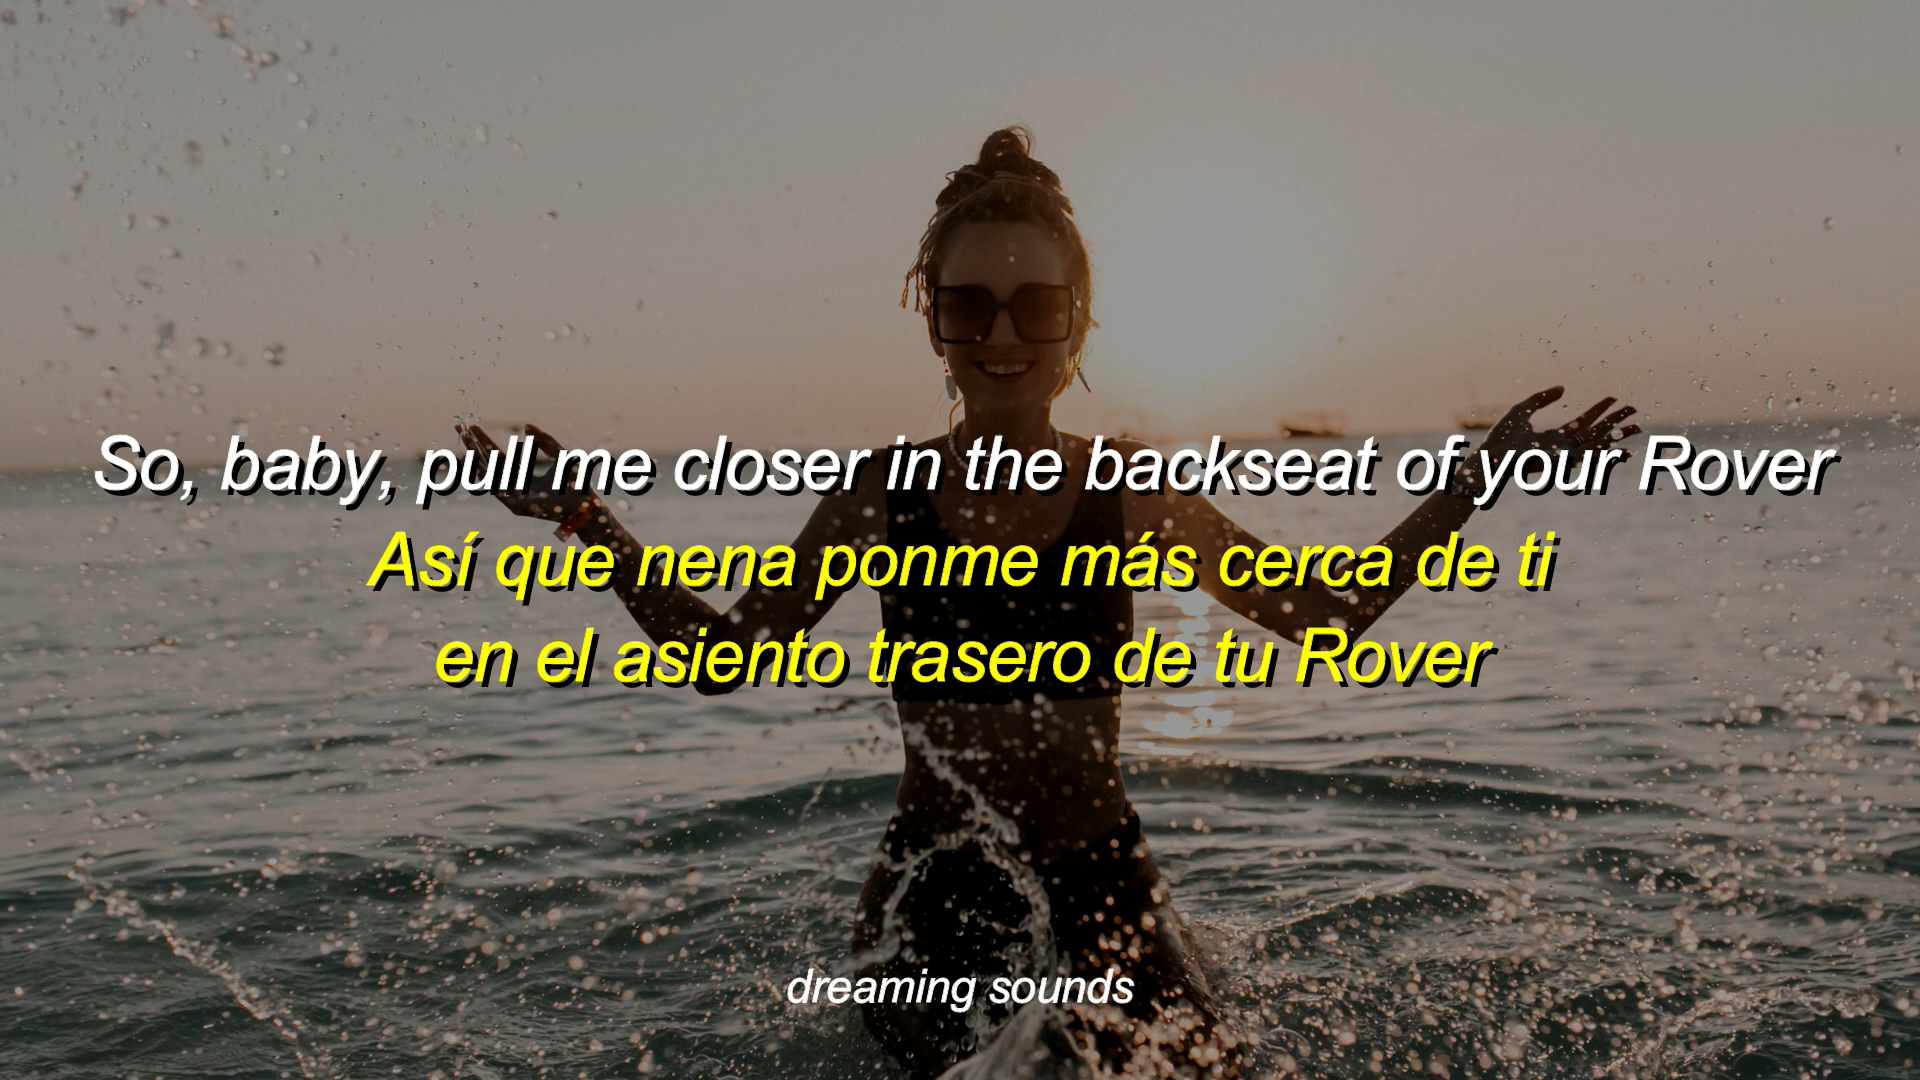 So, baby, pull me closer in the backseat of your Rover
Así que nena ponme más cerca de ti
en el asiento trasero de tu Rover
dreaming sounds